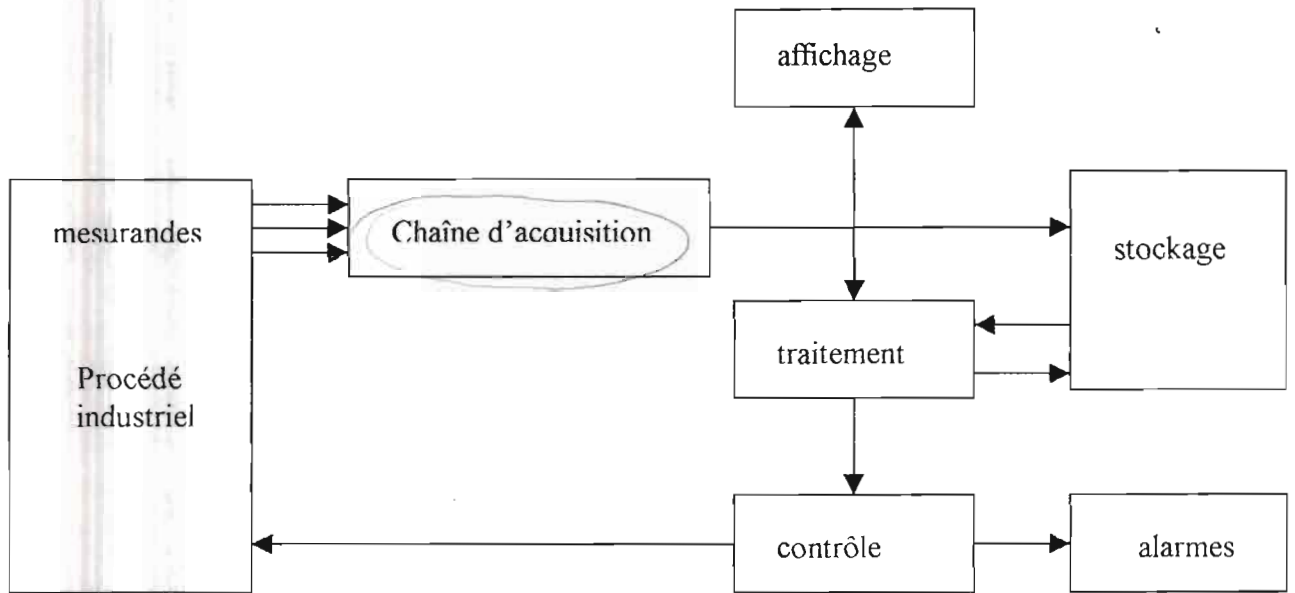 affichage
mesurandes
Chaîne d'acquisition
stockage
traitement
Procédé
industriel
contrôle
alarmes